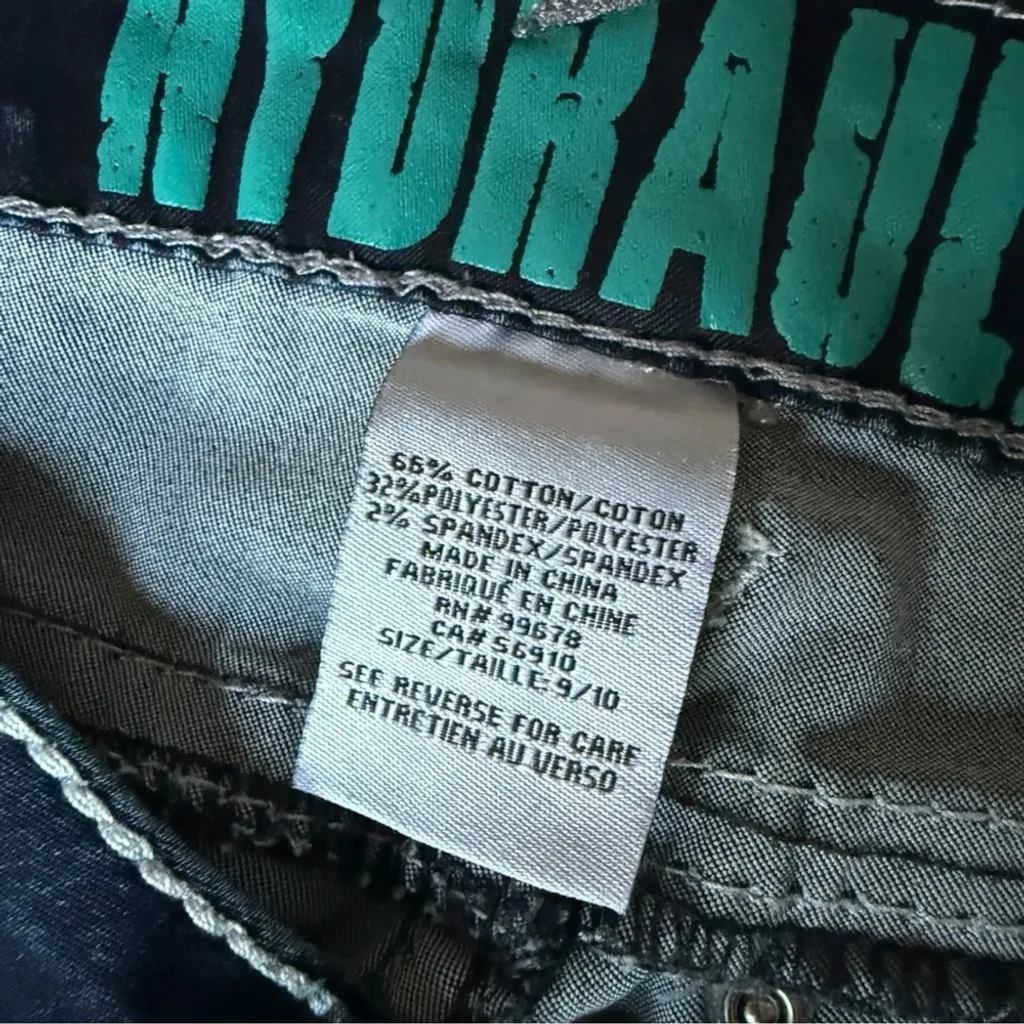 HYDRAUL
66% COTTON/COTON
32%POLYESTER/POLYESTER
2% SPANDEX/SPANDEX
MADE IN CHINA
FABRIQUÉ EN CHINE
RN# 99678
CA# 56910
SIZE/TAILLE: 9/10
SEE REVERSE FOR CARE
ENTRETIEN AU VERSO